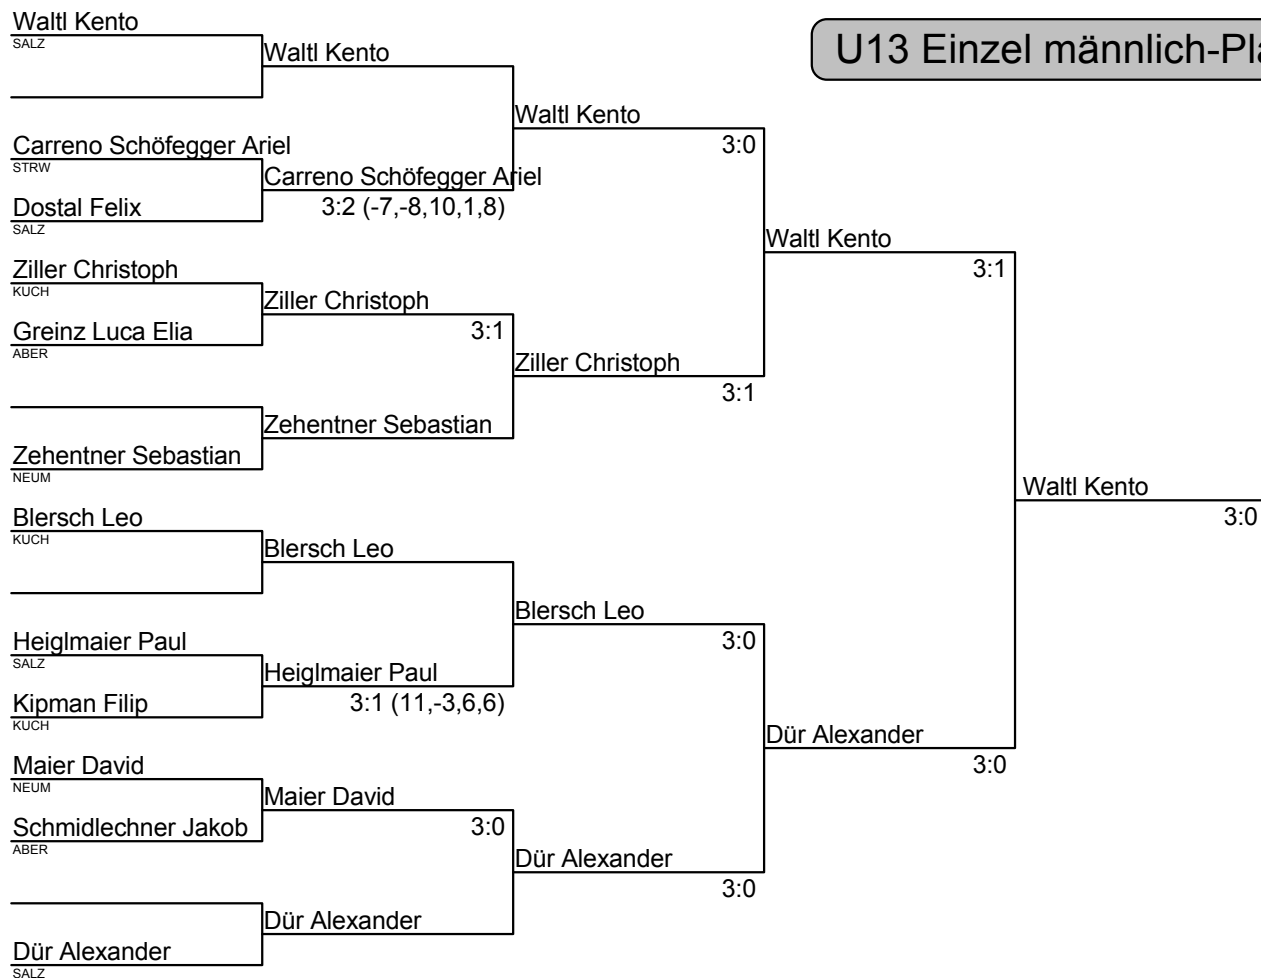 Waltl Kento
SALZ
Waltl Kento
U13 Einzel männlich-Pla
Waltl Kento
3:0
Carreno Schöfegger Ariel
STRW
Carreno Schöfegger Ariel
3:2 (-7,-8,10,1,8)
Dostal Felix
SALZ
Waltl Kento
3:1
Ziller Christoph
KUCH
Ziller Christoph
3:1
Greinz Luca Elia
ABER
Ziller Christoph
3:1
Zehentner Sebastian
Zehentner Sebastian
NEUM
Waltl Kento
3:0
Blersch Leo
KUCH
Blersch Leo
Blersch Leo
3:0
Heiglmaier Paul
SALZ
Heiglmaier Paul
3:1 (11,-3,6,6)
Kipman Filip
KUCH
Dür Alexander
3:0
Maier David
NEUM
Maier David
3:0
Schmidlechner Jakob
ABER
Dür Alexander
3:0
Dür Alexander
Dür Alexander
SALZ